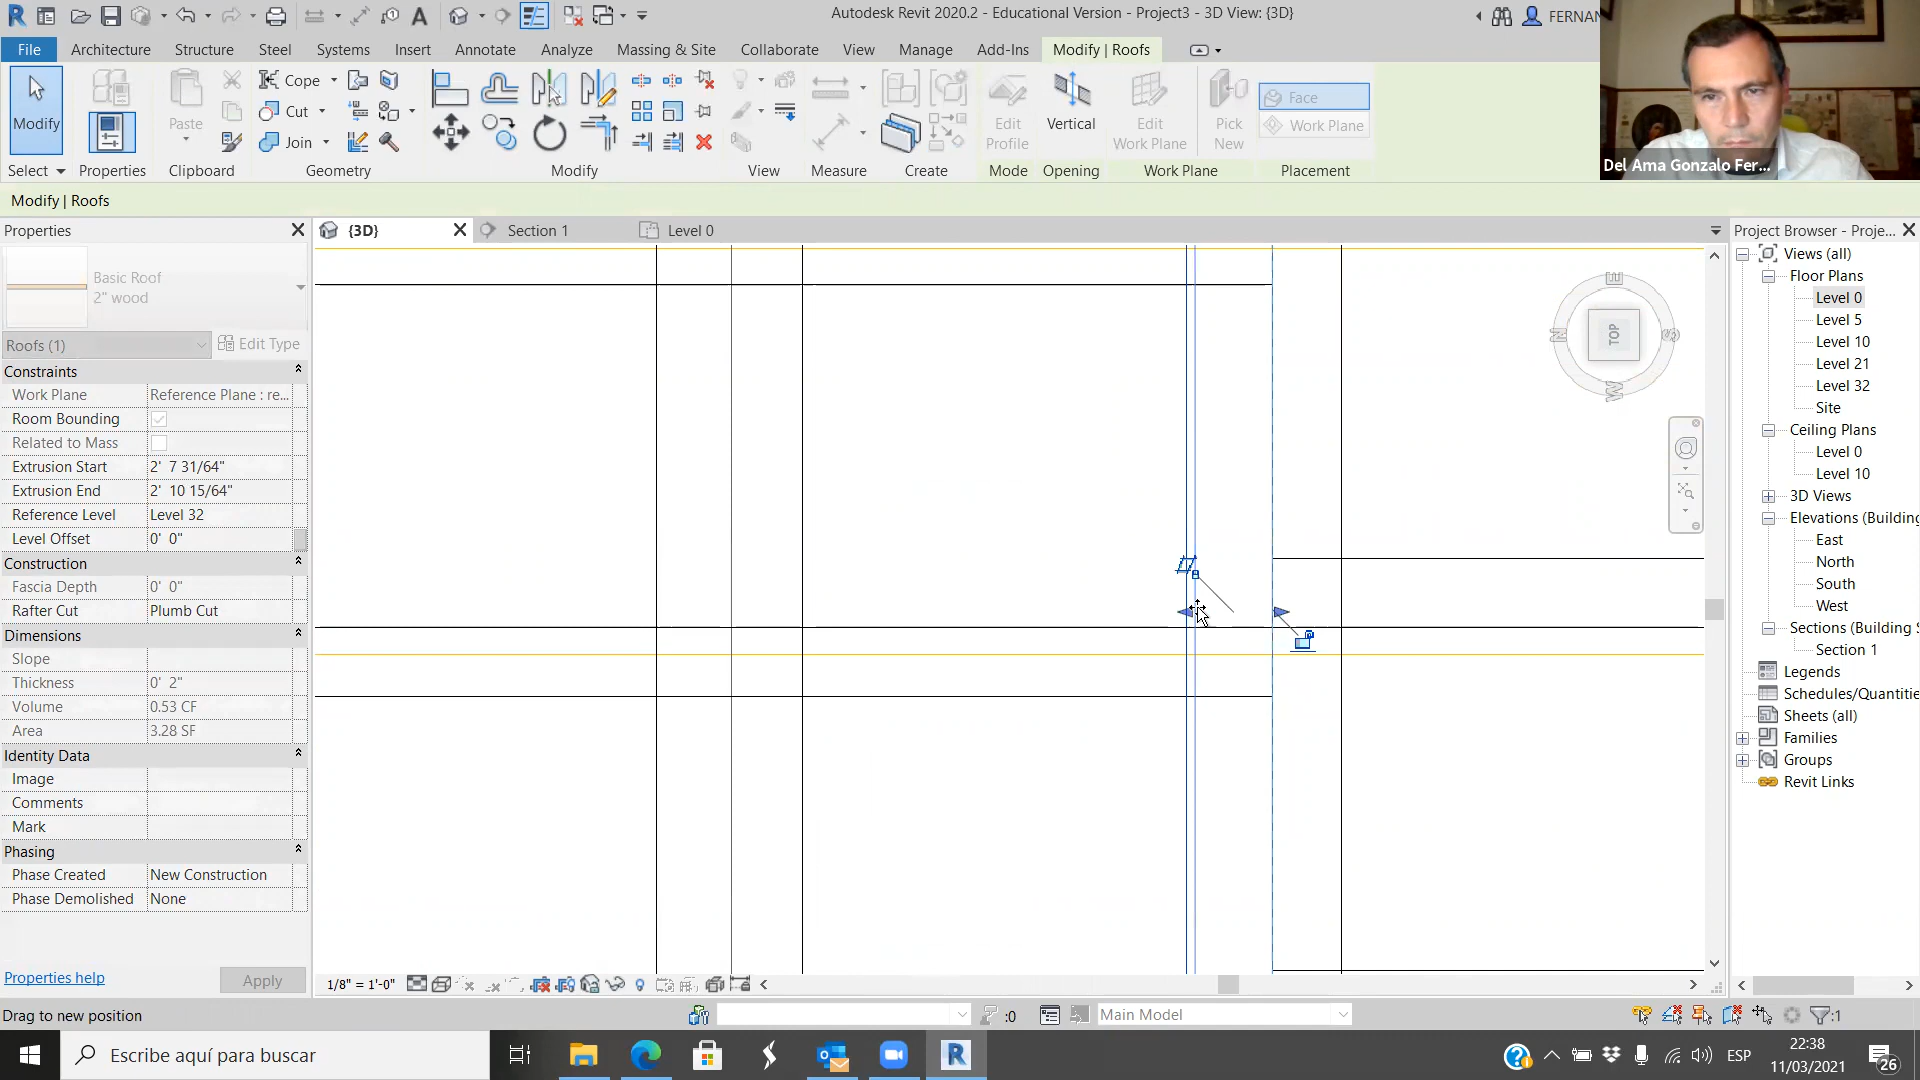 Autodesk Revit 2020.2 - Educational Version - Project3 - 3D View: {3D}
FERNAN
File Architecture Structure Steel Systems Insert Annotate Analyze Massing & Site Collaborate View Manage Add-Ins Modify | Roofs
Modify
Properties
Paste
Cope
Cut
Join
Edit Profile
Vertical
Edit Work Plane
Pick New
Face
Work Plane
Select Properties Clipboard Geometry Modify View Measure Create Mode Opening Work Plane Placement
Del Ama Gonzalo Fer...
Modify | Roofs
Properties
{3D}
Section 1
Level 0
Project Browser - Proje...
Basic Roof
2" wood
Roofs (1)
Edit Type
Constraints
Work Plane Reference Plane : re...
Room Bounding
Related to Mass
Extrusion Start 2' 7 31/64"
Extrusion End 2' 10 15/64"
Reference Level Level 32
Level Offset 0' 0"
Construction
Fascia Depth 0' 0"
Rafter Cut Plumb Cut
Dimensions
Slope
Thickness 0' 2"
Volume 0.53 CF
Area 3.28 SF
Identity Data
Image
Comments
Mark
Phasing
Phase Created New Construction
Phase Demolished None
Properties help
Apply
TOP
E
N
S
W
Views (all)
Floor Plans
Level 0
Level 5
Level 10
Level 21
Level 32
Site
Ceiling Plans
Level 0
Level 10
3D Views
Elevations (Building
East
North
South
West
Sections (Building S
Section 1
Legends
Schedules/Quantitie
Sheets (all)
Families
Groups
Revit Links
1/8" = 1'-0"
Drag to new position
:0
Main Model
:1
Escribe aquí para buscar
ESP
22:38
11/03/2021
26